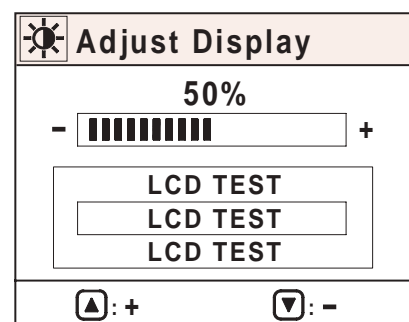 Adjust Display
50%
- +
LCD TEST
LCD TEST
LCD TEST
▲: + ▼: -